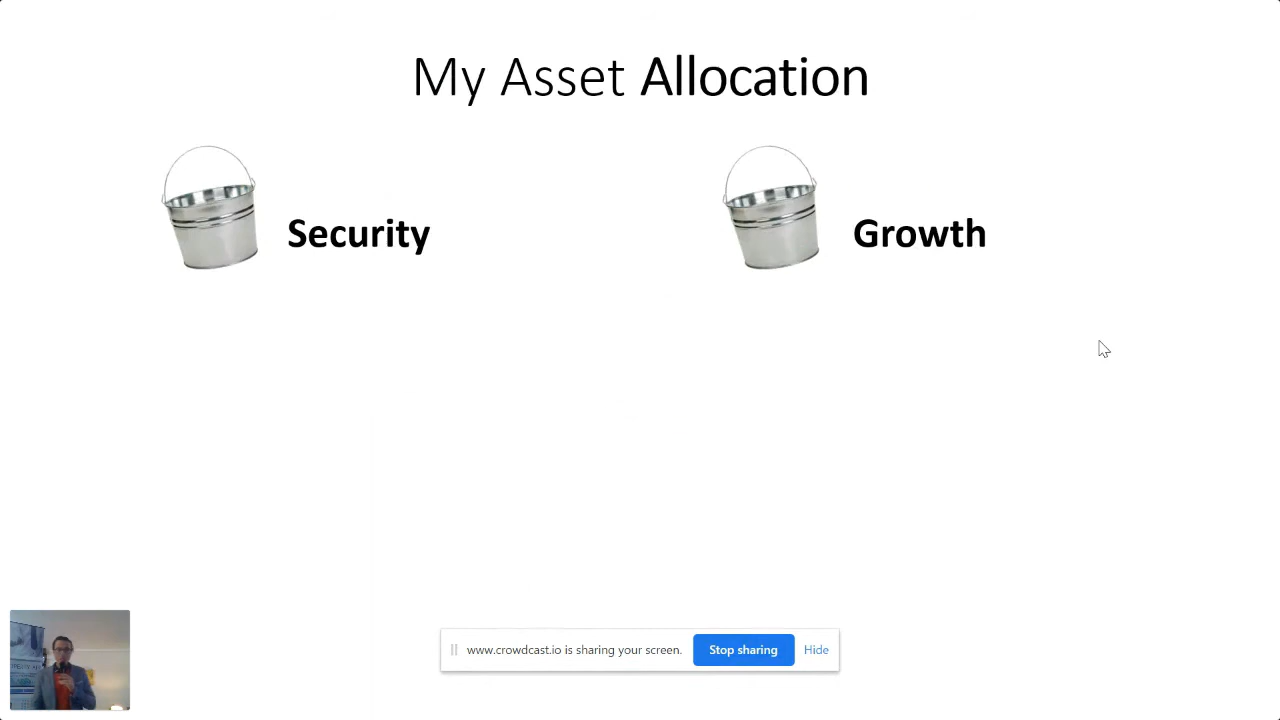 My Asset Allocation
Security
Growth
www.crowdcast.io is sharing your screen.
Stop sharing
Hide